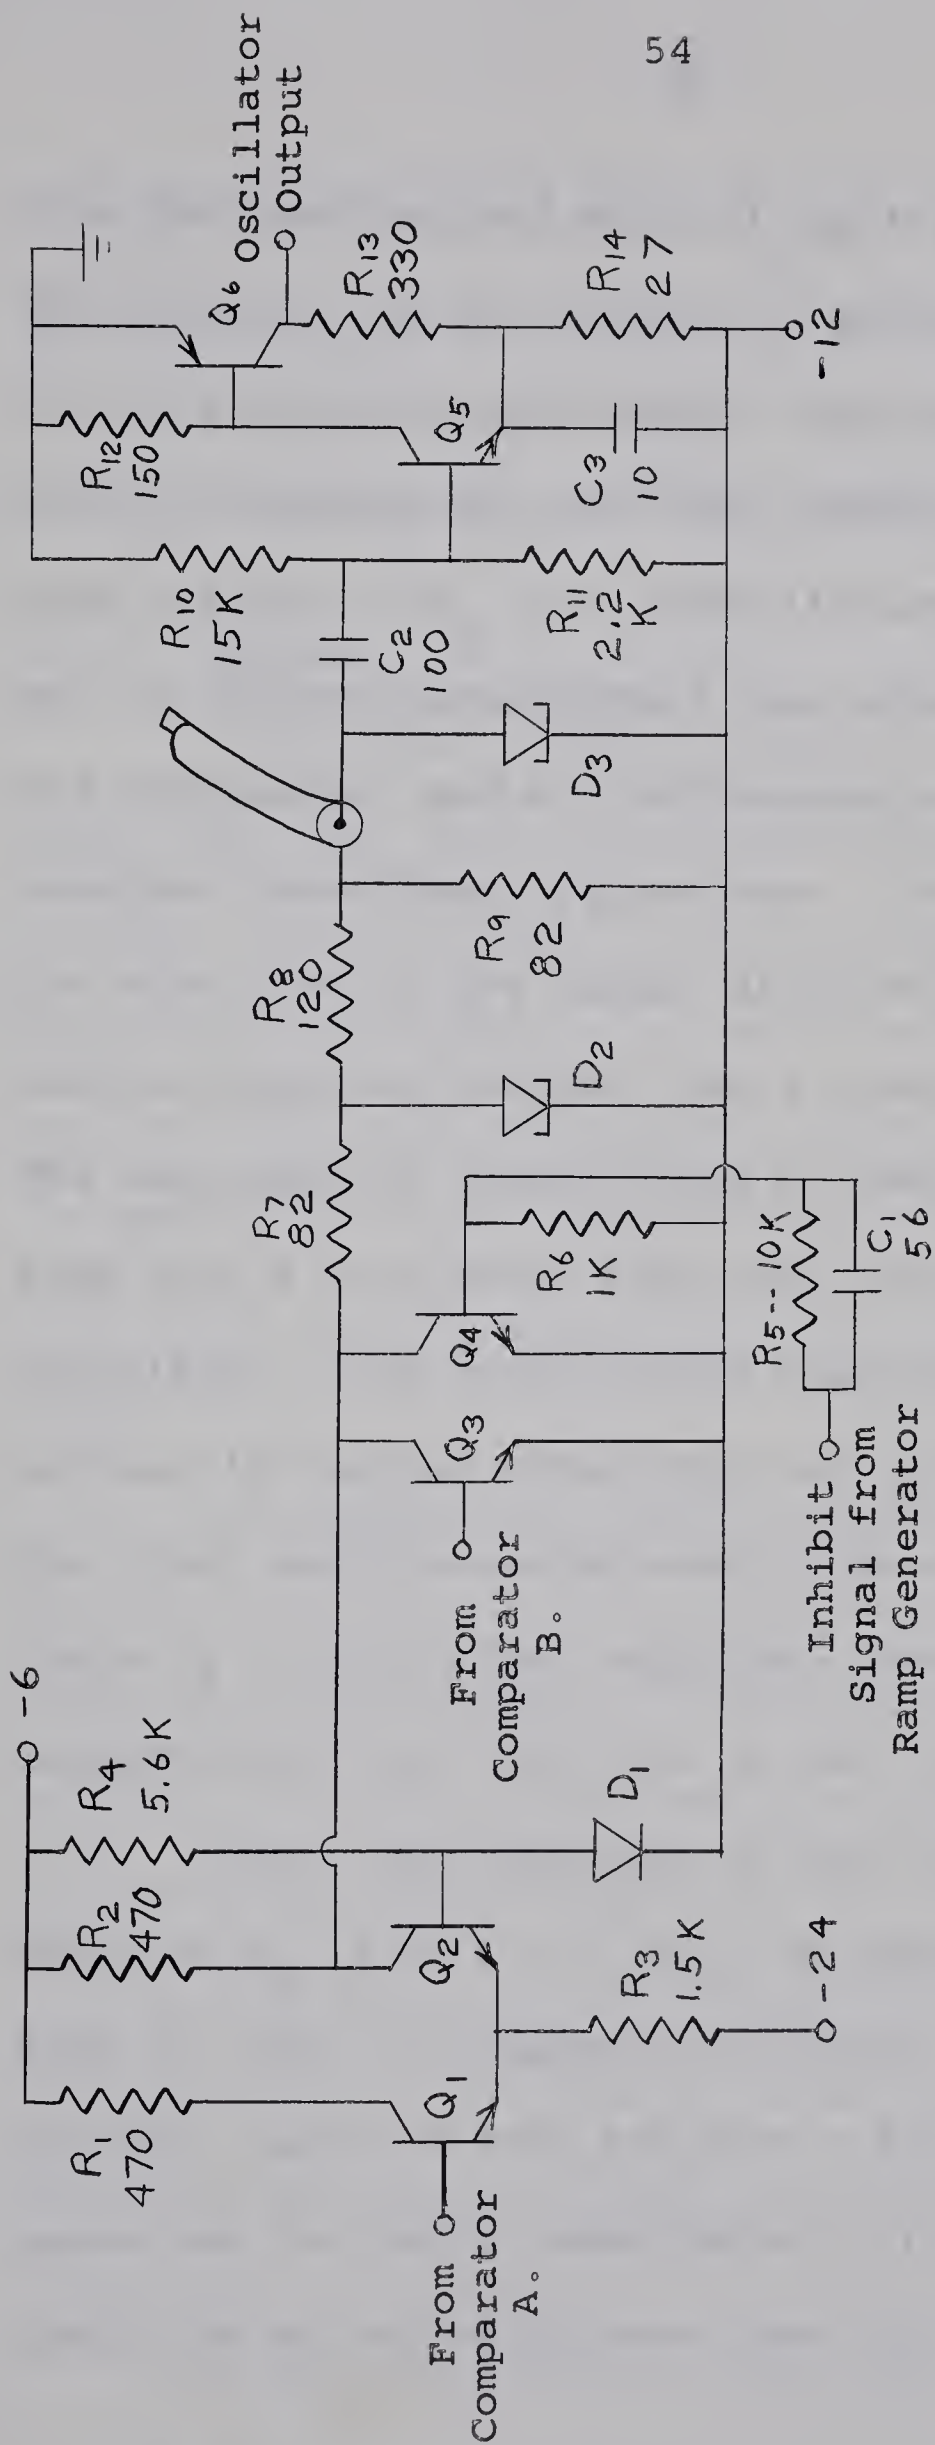 54
-6
R1
470
R2
470
R4
5.6K
Q1
Q2
From
Comparator
A.
R3
1.5K
-24
D1
From
Comparator
B.
Q3
Q4
R6
1K
R5--10K
C1
56
Inhibit
Signal from
Ramp Generator
R7
82
D2
R8
120
R9
82
D3
C2
100
R10
15K
R11
2.2
K
R12
150
Q5
C3
10
Q6
Oscillator
Output
R13
330
R14
27
-12